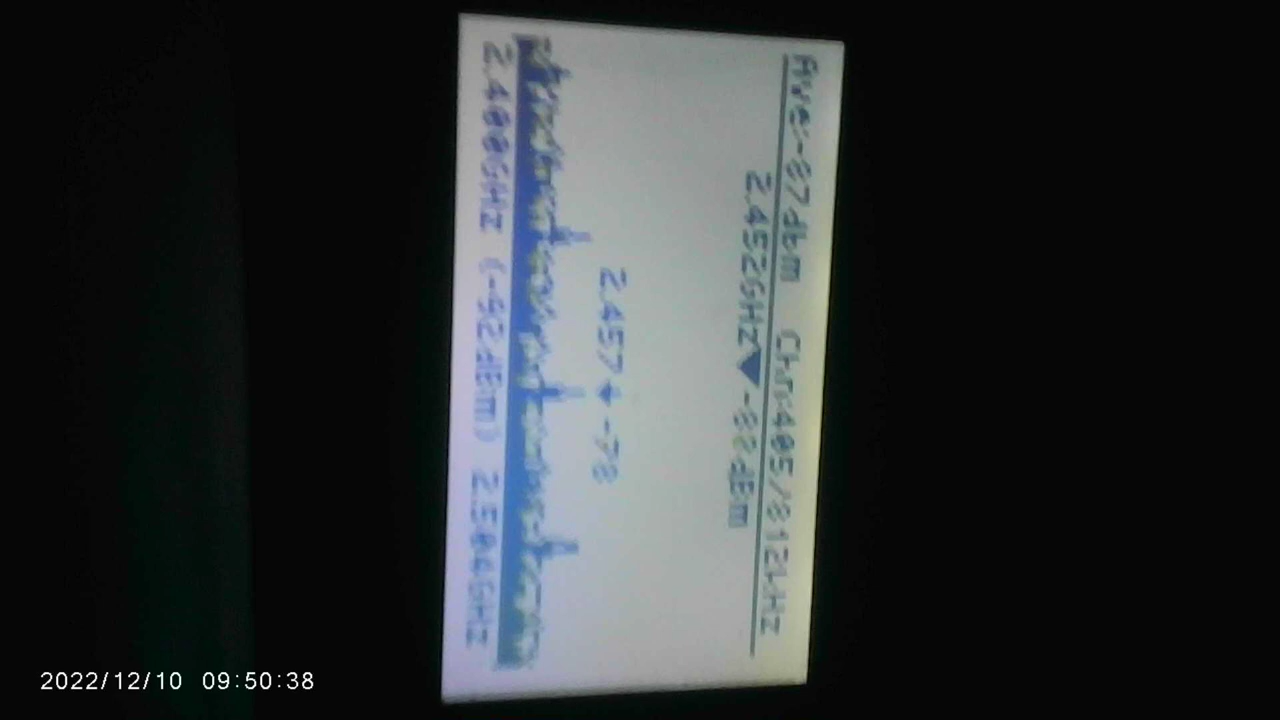 Ave:-87dbm Ch:405/812kHz
2.452GHz -88dBm
2.457 -78
2.400GHz (-92dBm) 2.504GHz
2022/12/10 09:50:38